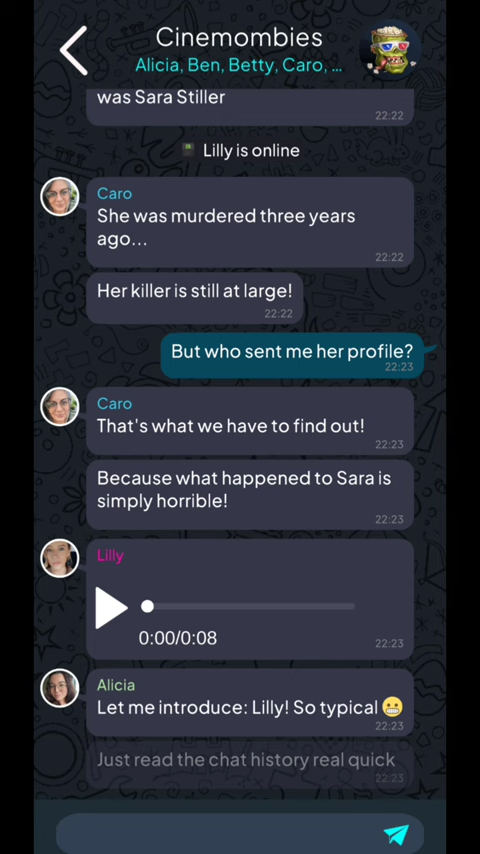 Cinemombies
Alicia, Ben, Betty, Caro, ...
was Sara Stiller
22:22
Lilly is online
Caro
She was murdered three years
ago...
22:22
Her killer is still at large!
22:22
But who sent me her profile?
22:23
Caro
That's what we have to find out!
22:23
Because what happened to Sara is
simply horrible!
22:23
Lilly
0:00/0:08
22:23
Alicia
Let me introduce: Lilly! So typical 😬
22:23
Just read the chat history real quick
22:23